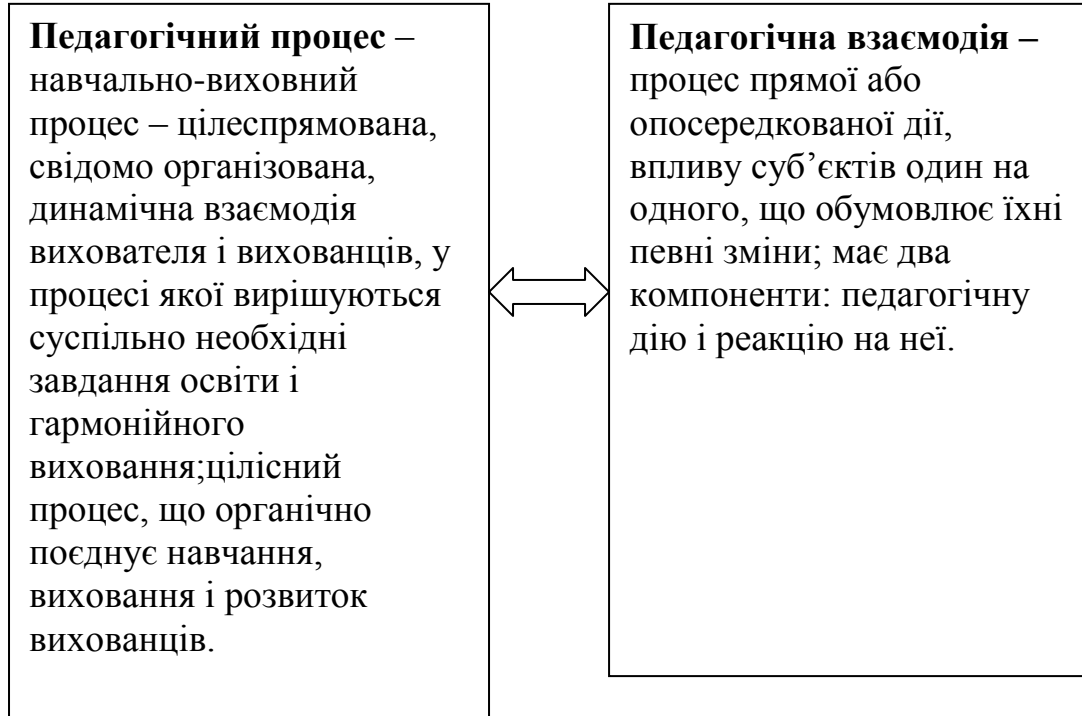 Педагогічний процес –
навчально-виховний
процес – цілеспрямована,
свідомо організована,
динамічна взаємодія
вихователя і вихованців, у
процесі якої вирішуються
суспільно необхідні
завдання освіти і
гармонійного
виховання;цілісний
процес, що органічно
поєднує навчання,
виховання і розвиток
вихованців.
Педагогічна взаємодія –
процес прямої або
опосередкованої дії,
впливу суб’єктів один на
одного, що обумовлює їхні
певні зміни; має два
компоненти: педагогічну
дію і реакцію на неї.